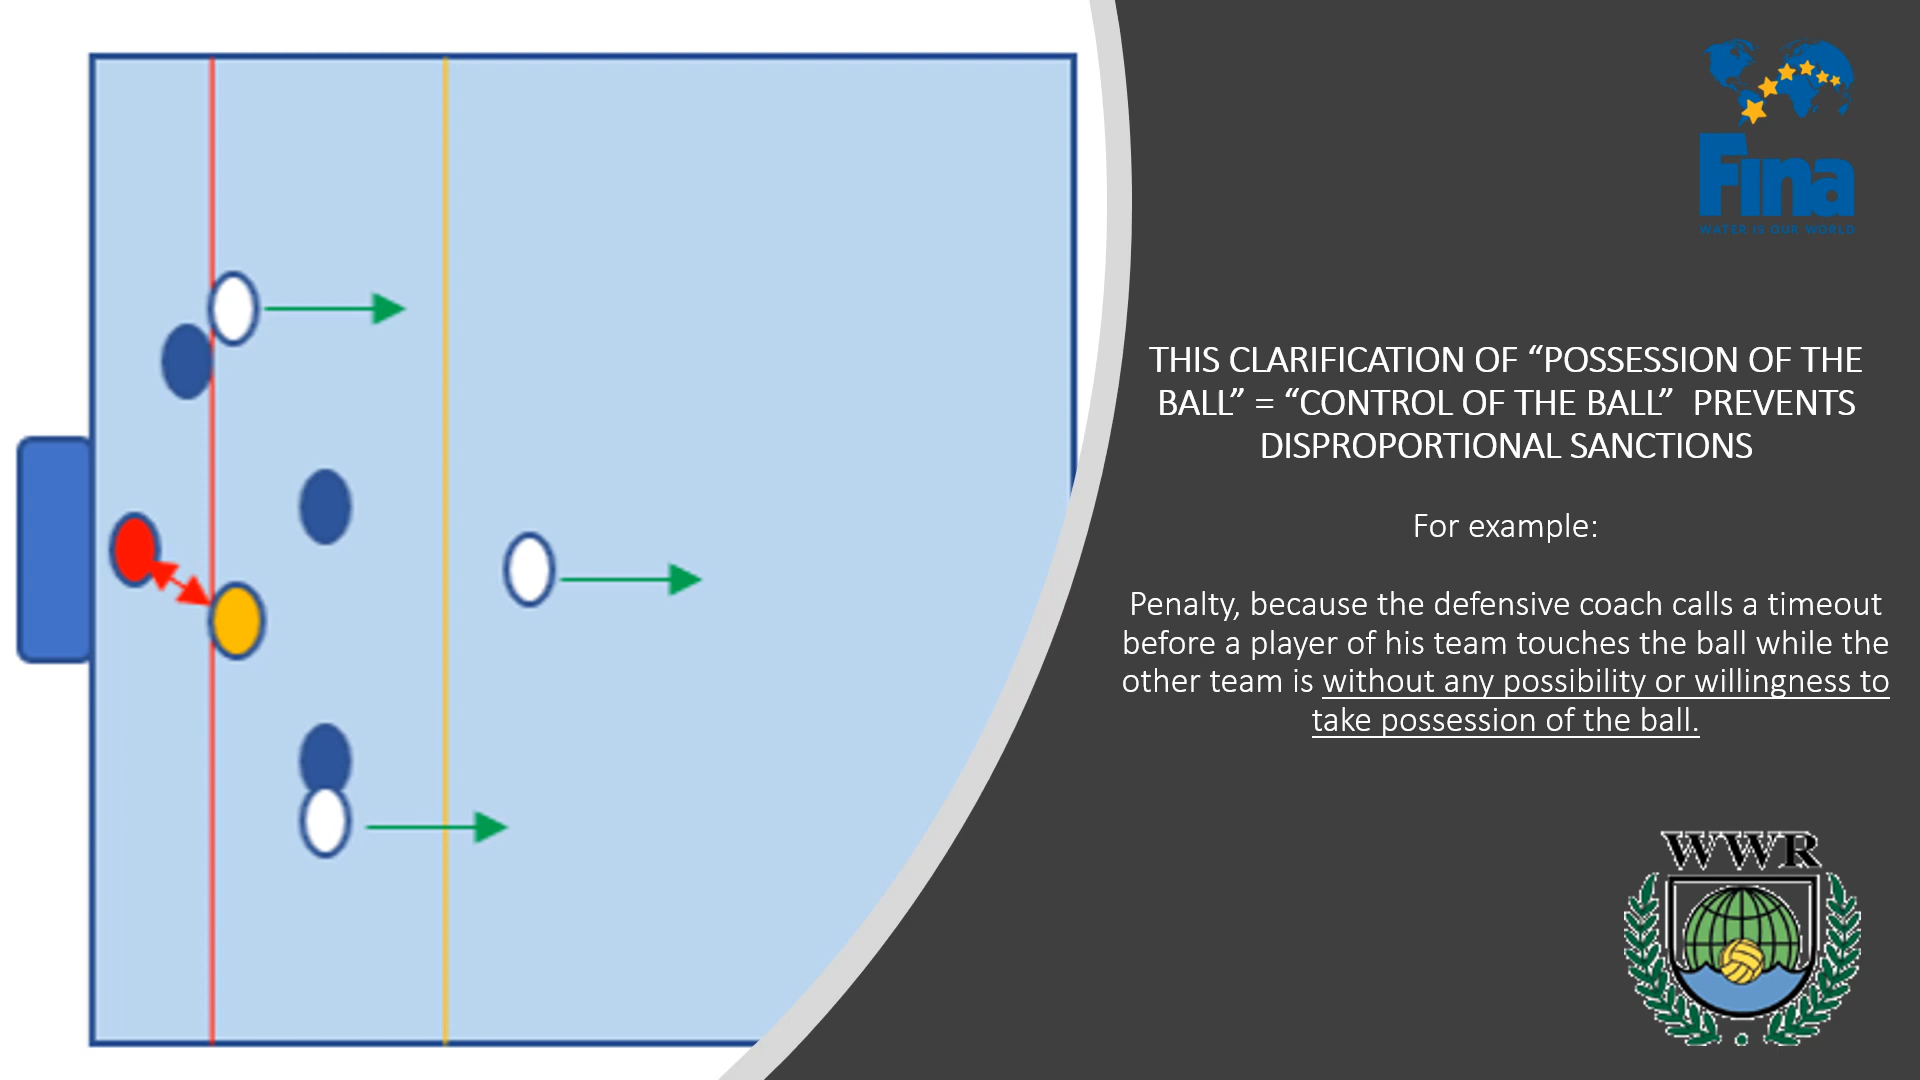 Fina
WATER IS OUR WORLD
THIS CLARIFICATION OF “POSSESSION OF THE
BALL” = “CONTROL OF THE BALL”  PREVENTS
DISPROPORTIONAL SANCTIONS
For example:
Penalty, because the defensive coach calls a timeout
before a player of his team touches the ball while the
other team is without any possibility or willingness to
take possession of the ball.
WWR